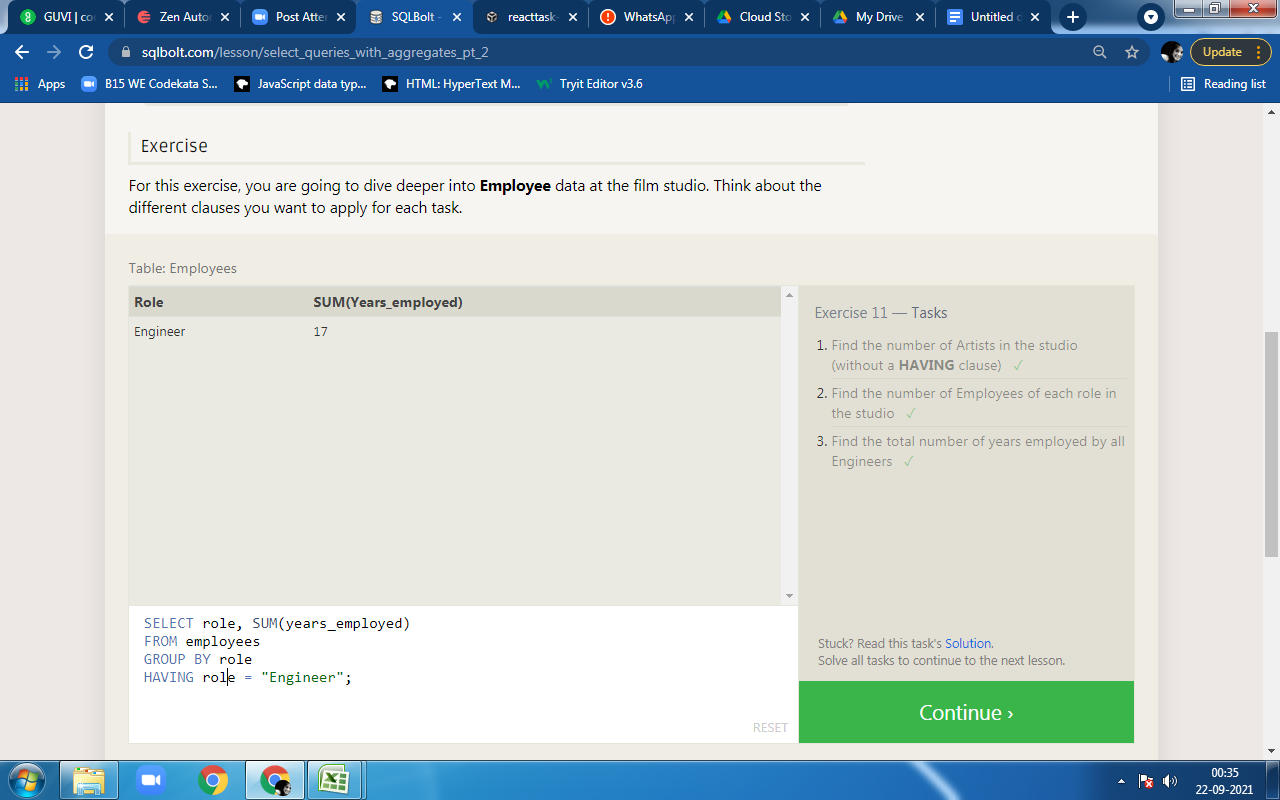 GUVI | co
Zen Auto
Post Atter
SQLBolt -
reacttask-
WhatsApp
Cloud Sto
My Drive
Untitled
sqlbolt.com/lesson/select_queries_with_aggregates_pt_2
Update
Apps
B15 WE Codekata S...
JavaScript data typ...
HTML: HyperText M...
Tryit Editor v3.6
Reading list
Exercise
For this exercise, you are going to dive deeper into Employee data at the film studio. Think about the
different clauses you want to apply for each task.
Table: Employees
Role SUM(Years_employed)
Engineer 17
Exercise 11 — Tasks
1. Find the number of Artists in the studio
(without a HAVING clause) ✓
2. Find the number of Employees of each role in
the studio ✓
3. Find the total number of years employed by all
Engineers ✓
Stuck? Read this task's Solution.
Solve all tasks to continue to the next lesson.
Continue ›
SELECT role, SUM(years_employed)
FROM employees
GROUP BY role
HAVING role = "Engineer";
RESET
00:35
22-09-2021